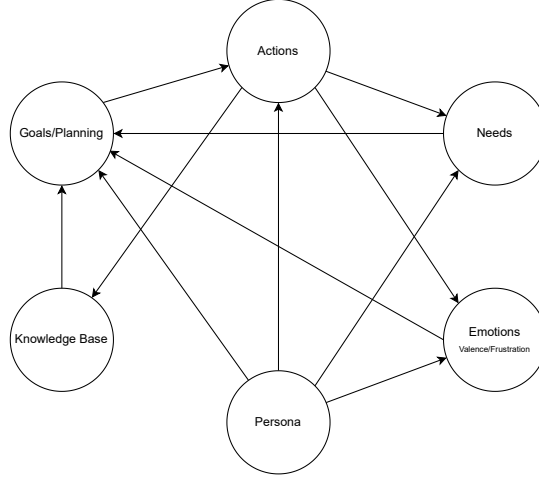 Actions
Goals/Planning
Needs
Knowledge Base
Emotions
Valence/Frustration
Persona